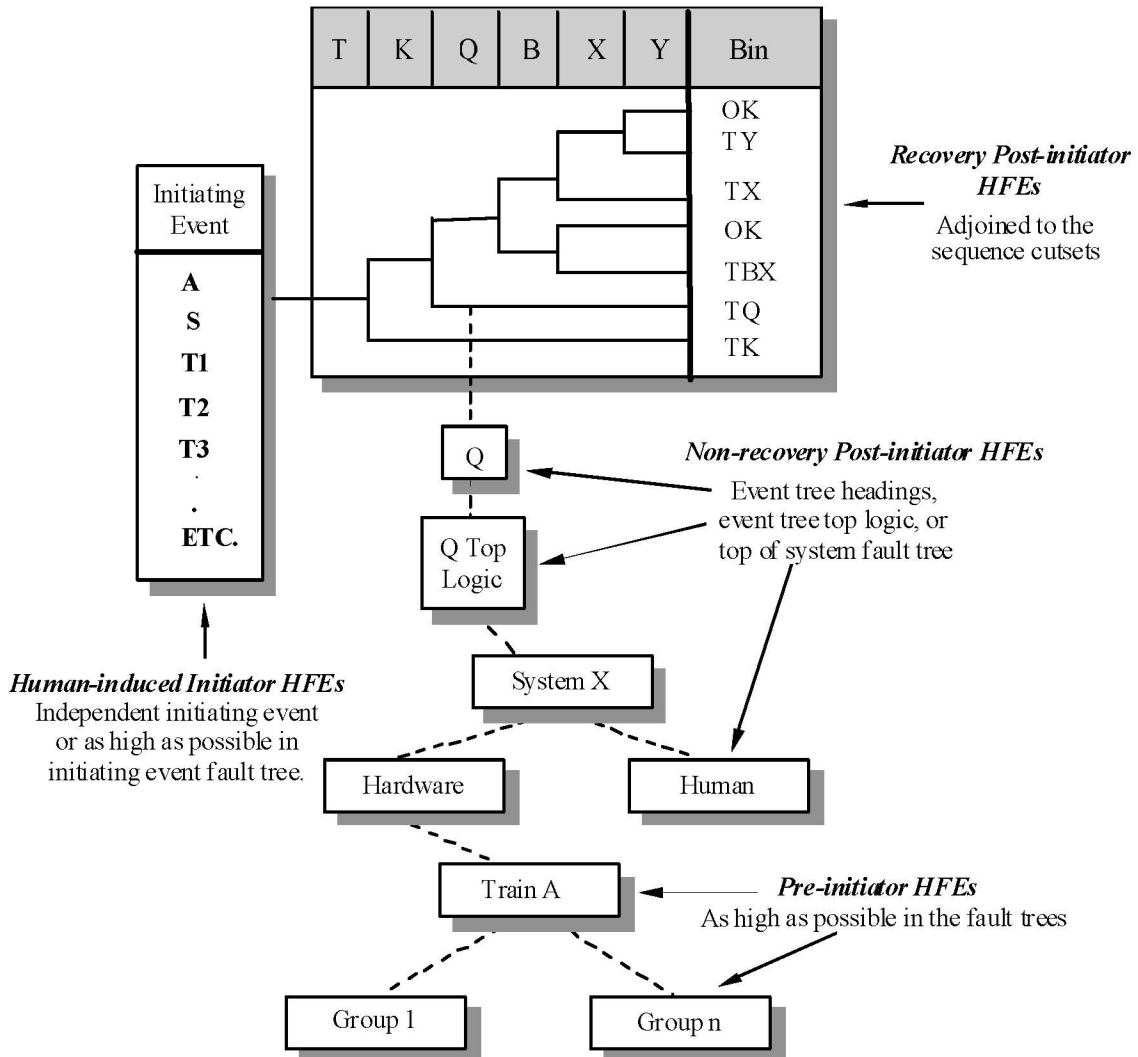 T K Q B X Y Bin
OK
TY
TX
OK
TBX
TQ
TK
Initiating
Event
A
S
T1
T2
T3
.
.
ETC.
Recovery Post-initiator
HFEs
Adjoined to the
sequence cutsets
Q
Q Top
Logic
Non-recovery Post-initiator HFEs
Event tree headings,
event tree top logic, or
top of system fault tree
Human-induced Initiator HFEs
Independent initiating event
or as high as possible in
initiating event fault tree.
System X
Hardware
Human
Train A
Pre-initiator HFEs
As high as possible in the fault trees
Group 1
Group n